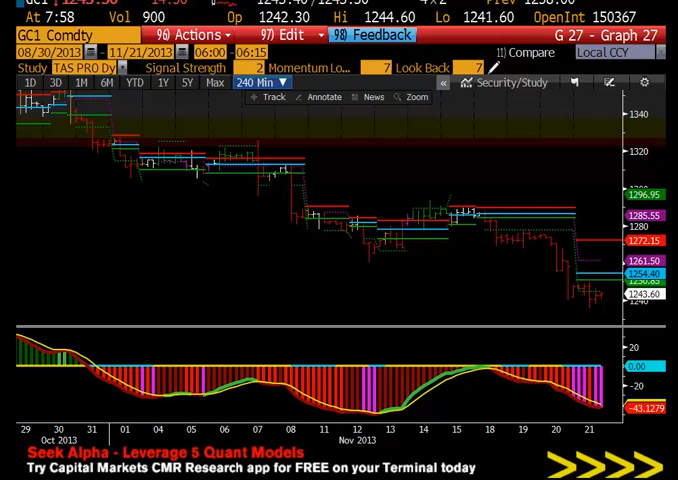 GC1
At 7:58 Vol 900 Op 1242.30 Hi 1244.60 Lo 1241.60 OpenInt 150367
GC1 Comdty 96) Actions 97) Edit 98) Feedback G 27 - Graph 27
08/30/2013 - 11/21/2013 06:00 - 06:15 11) Compare Local CCY
Study TAS PRO Dy Signal Strength 2 Momentum Lo... 7 Look Back 7
1D 3D 1M 6M YTD 1Y 5Y Max 240 Min ▼ « Security/Study
Track Annotate News Zoom
1340
1320
1296.95
1285.55
1280
1272.15
1261.50
1254.40
1250.85
1243.60
1240
20
0.00
-20
-43.1279
29 30 31 01 04 05 06 07 08 11 12 13 14 15 18 19 20 21
Oct 2013 Nov 2013
Seek Alpha - Leverage 5 Quant Models
Try Capital Markets CMR Research app for FREE on your Terminal today